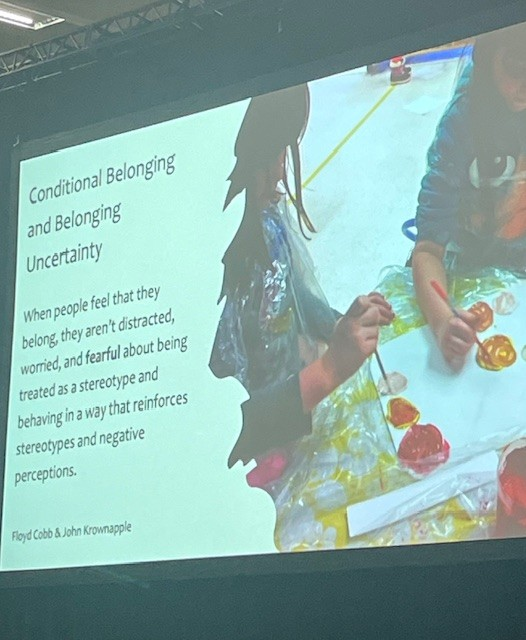 Conditional Belonging
and Belonging
Uncertainty
When people feel that they
belong, they aren't distracted,
worried, and fearful about being
treated as a stereotype and
behaving in a way that reinforces
stereotypes and negative
perceptions.
Floyd Cobb & John Krownapple